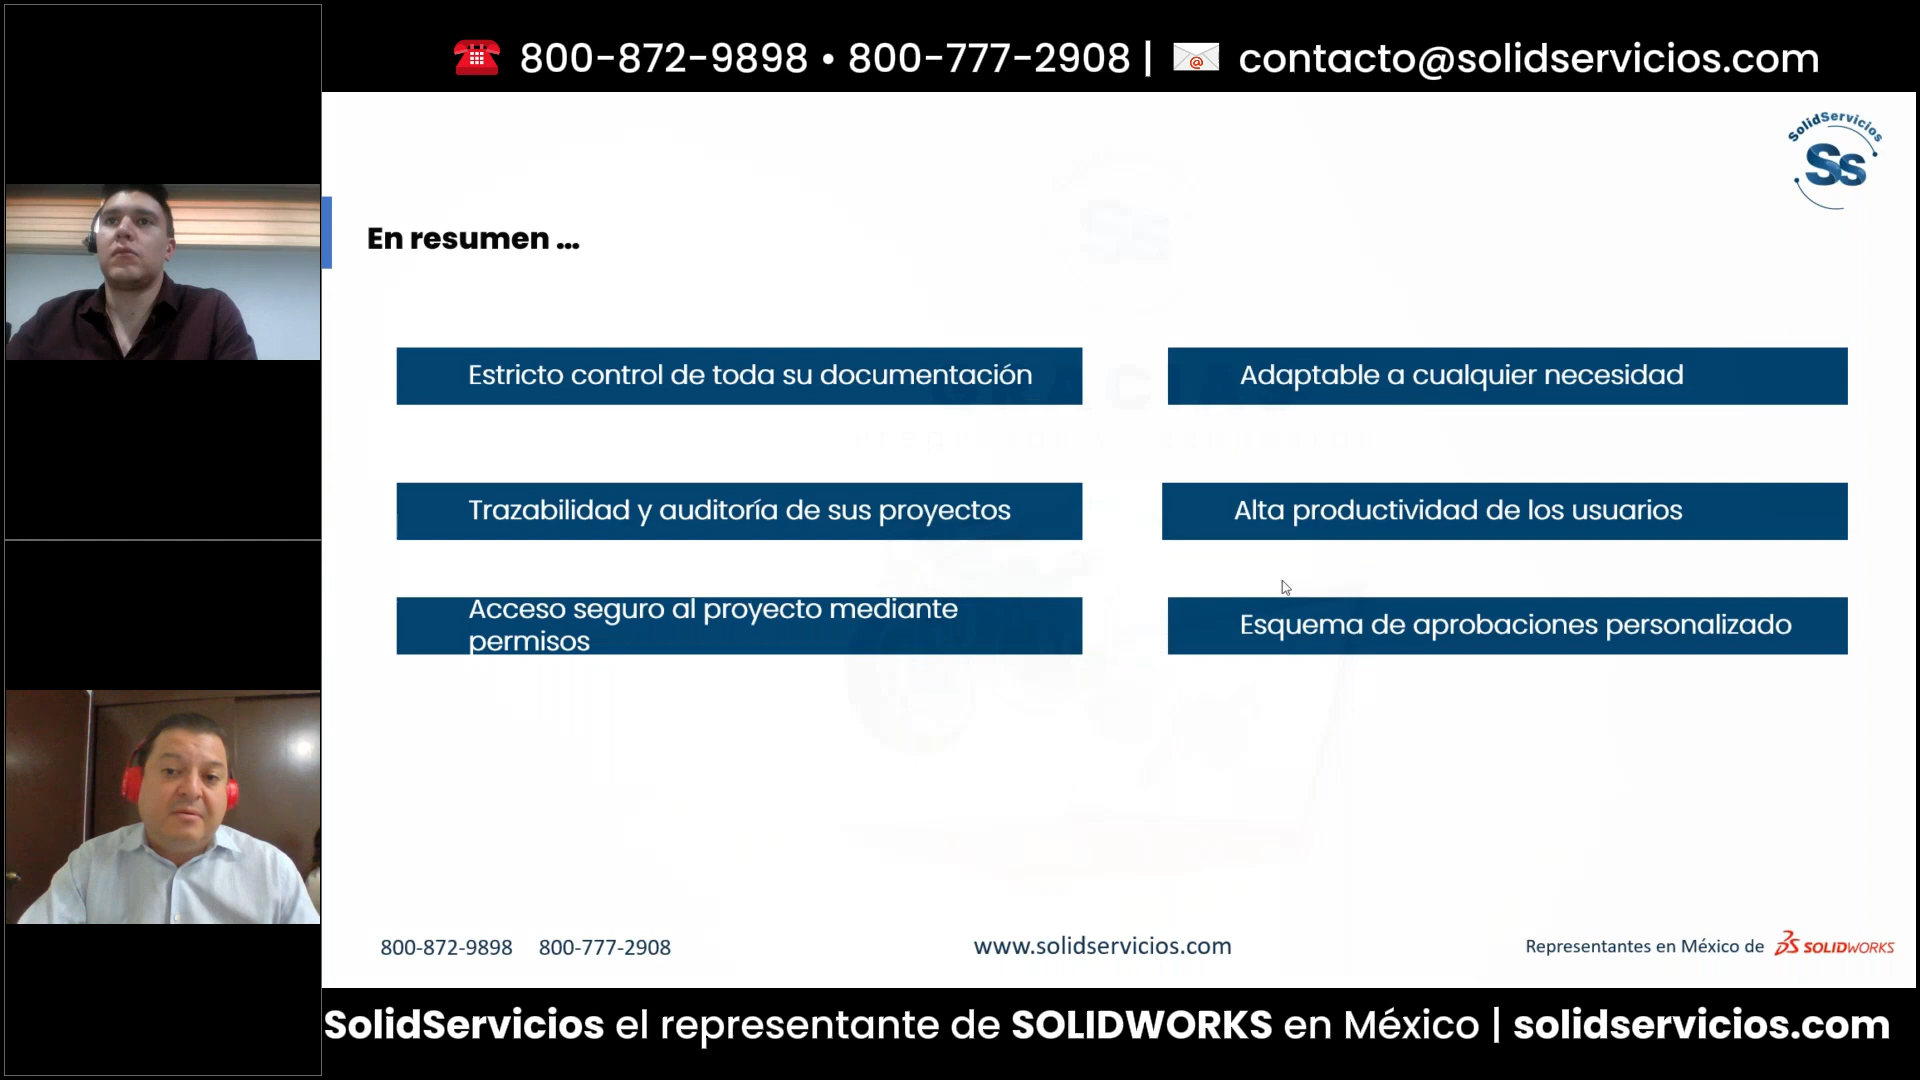 800-872-9898 • 800-777-2908 | contacto@solidservicios.com
SolidServicios
Ss
En resumen ...
Estricto control de toda su documentación
Adaptable a cualquier necesidad
Trazabilidad y auditoría de sus proyectos
Alta productividad de los usuarios
Acceso seguro al proyecto mediante
permisos
Esquema de aprobaciones personalizado
800-872-9898 800-777-2908
www.solidservicios.com
Representantes en México de SOLIDWORKS
SolidServicios el representante de SOLIDWORKS en México | solidservicios.com